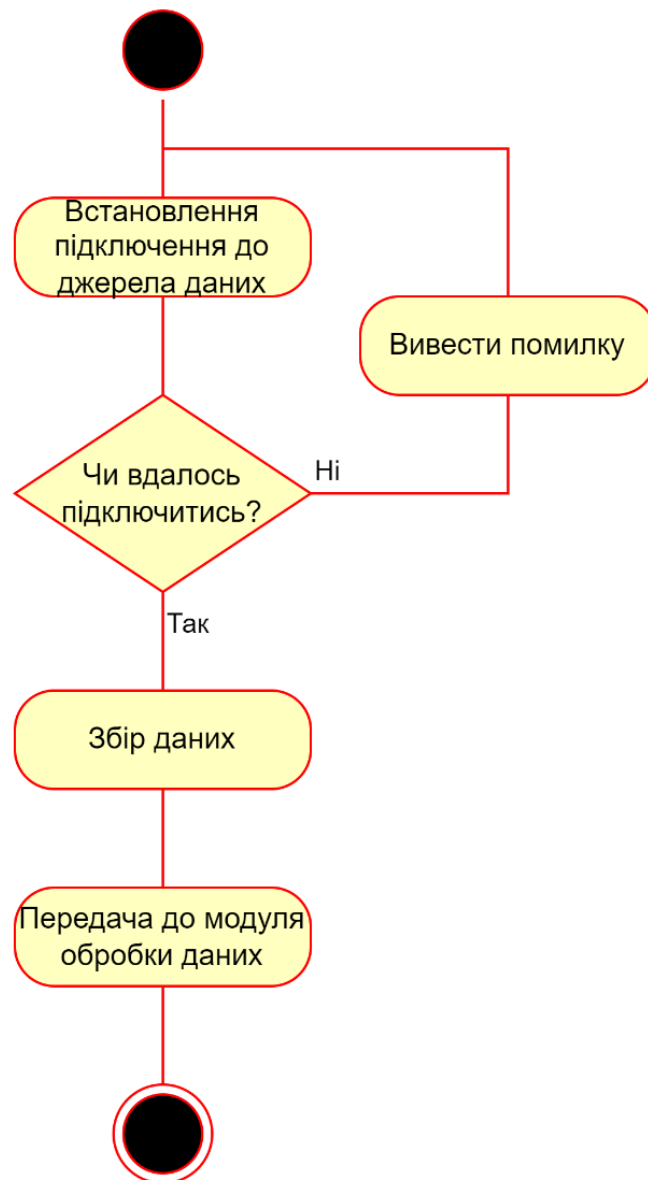 Встановлення
підключення до
джерела даних
Вивести помилку
Чи вдалось
підключитись?
Ні
Так
Збір даних
Передача до модуля
обробки даних